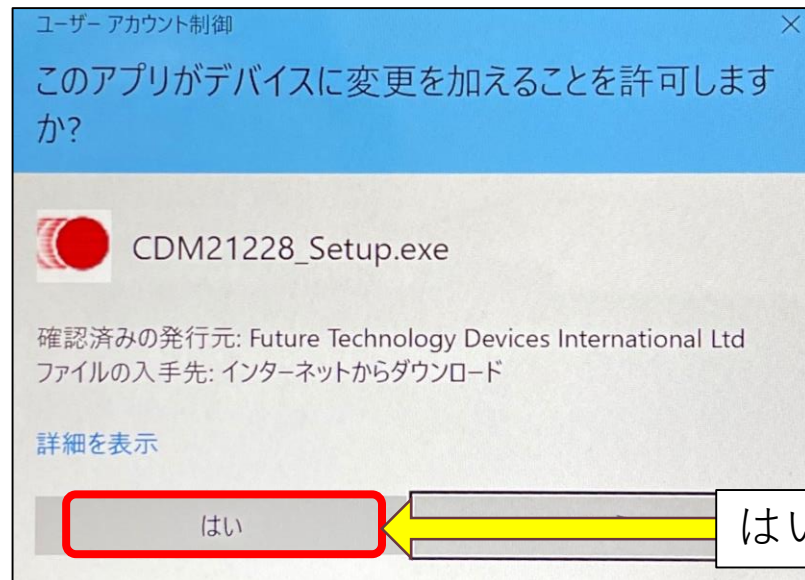 ユーザー アカウント制御
このアプリがデバイスに変更を加えることを許可します
か?
CDM21228_Setup.exe
確認済みの発行元: Future Technology Devices International Ltd
ファイルの入手先: インターネットからダウンロード
詳細を表示
はい
はい